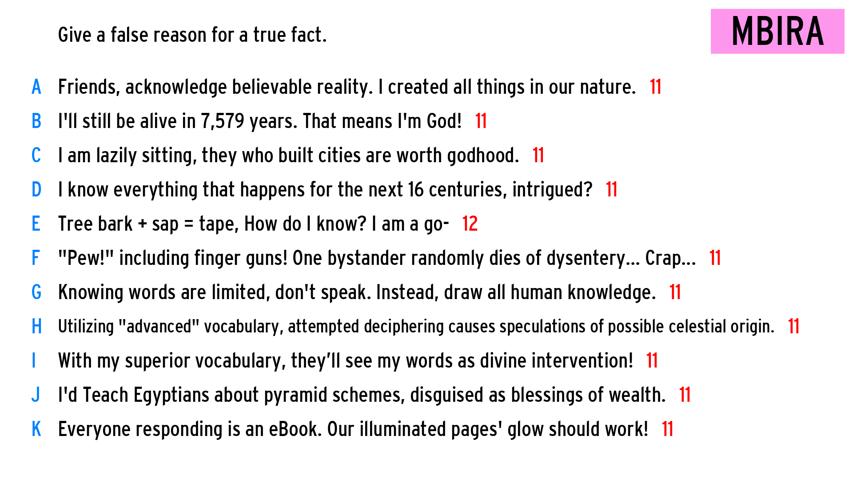 Give a false reason for a true fact.
MBIRA
A Friends, acknowledge believable reality. I created all things in our nature. 11
B I'll still be alive in 7,579 years. That means I'm God! 11
C I am lazily sitting, they who built cities are worth godhood. 11
D I know everything that happens for the next 16 centuries, intrigued? 11
E Tree bark + sap = tape, How do I know? I am a go- 12
F "Pew!" including finger guns! One bystander randomly dies of dysentery... Crap... 11
G Knowing words are limited, don't speak. Instead, draw all human knowledge. 11
H Utilizing "advanced" vocabulary, attempted deciphering causes speculations of possible celestial origin. 11
I With my superior vocabulary, they’ll see my words as divine intervention! 11
J I'd Teach Egyptians about pyramid schemes, disguised as blessings of wealth. 11
K Everyone responding is an eBook. Our illuminated pages' glow should work! 11